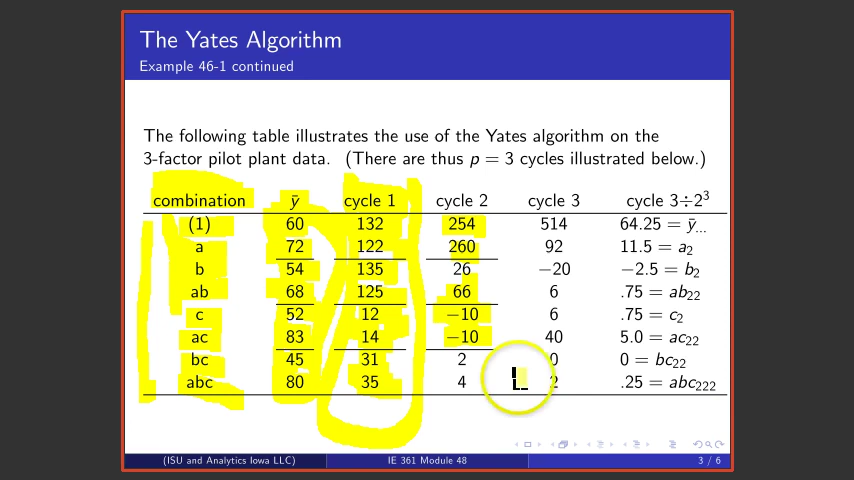 The Yates Algorithm
Example 46-1 continued
The following table illustrates the use of the Yates algorithm on the
3-factor pilot plant data. (There are thus p = 3 cycles illustrated below.)
combination ȳ cycle 1 cycle 2 cycle 3 cycle 3÷2³
(1) 60 132 254 514 64.25 = ȳ...
a 72 122 260 92 11.5 = a₂
b 54 135 26 −20 −2.5 = b₂
ab 68 125 66 6 .75 = ab₂₂
c 52 12 −10 6 .75 = c₂
ac 83 14 −10 40 5.0 = ac₂₂
bc 45 31 2 0 0 = bc₂₂
abc 80 35 4 2 .25 = abc₂₂₂
(ISU and Analytics Iowa LLC) IE 361 Module 48 3 / 6